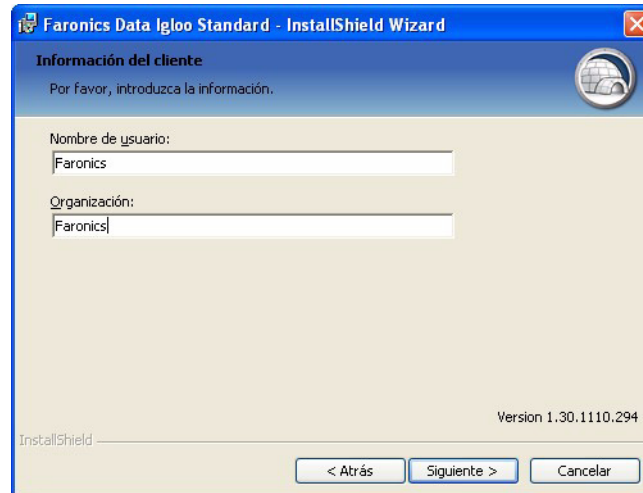 Faronics Data Igloo Standard - InstallShield Wizard
Información del cliente
Por favor, introduzca la información.
Nombre de usuario:
Faronics
Organización:
Faronics
Version 1.30.1110.294
InstallShield
< Atrás
Siguiente >
Cancelar